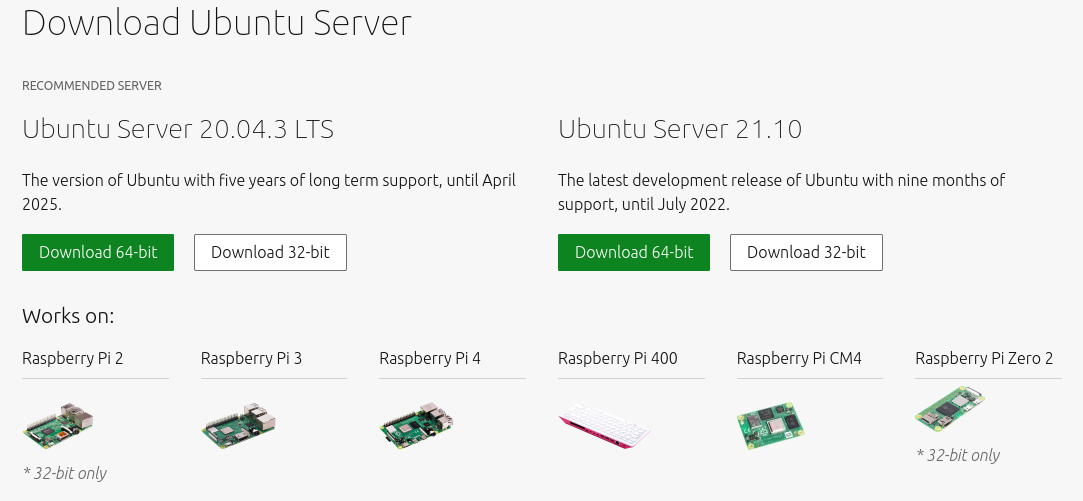 Download Ubuntu Server
RECOMMENDED SERVER
Ubuntu Server 20.04.3 LTS
The version of Ubuntu with five years of long term support, until April
2025.
Download 64-bit
Download 32-bit
Ubuntu Server 21.10
The latest development release of Ubuntu with nine months of
support, until July 2022.
Download 64-bit
Download 32-bit
Works on:
Raspberry Pi 2
* 32-bit only
Raspberry Pi 3
Raspberry Pi 4
Raspberry Pi 400
Raspberry Pi CM4
Raspberry Pi Zero 2
* 32-bit only